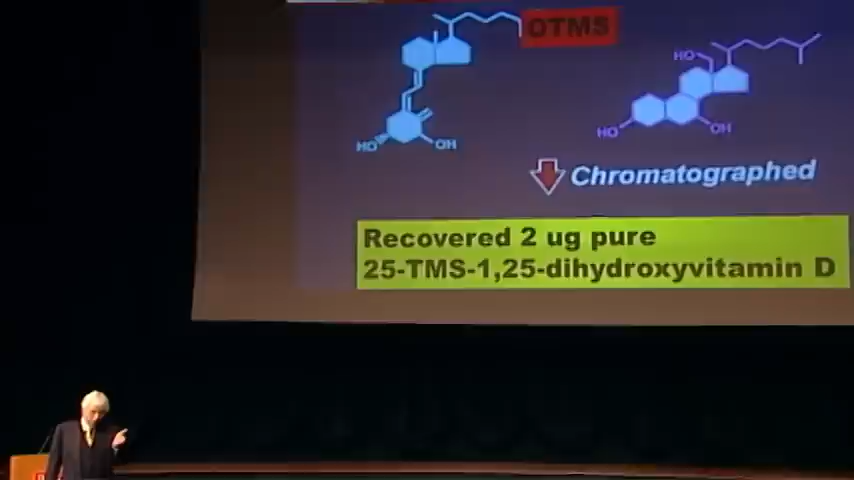 OTMS
HO
HO
OH
HO
OH
Chromatographed
Recovered 2 ug pure
25-TMS-1,25-dihydroxyvitamin D